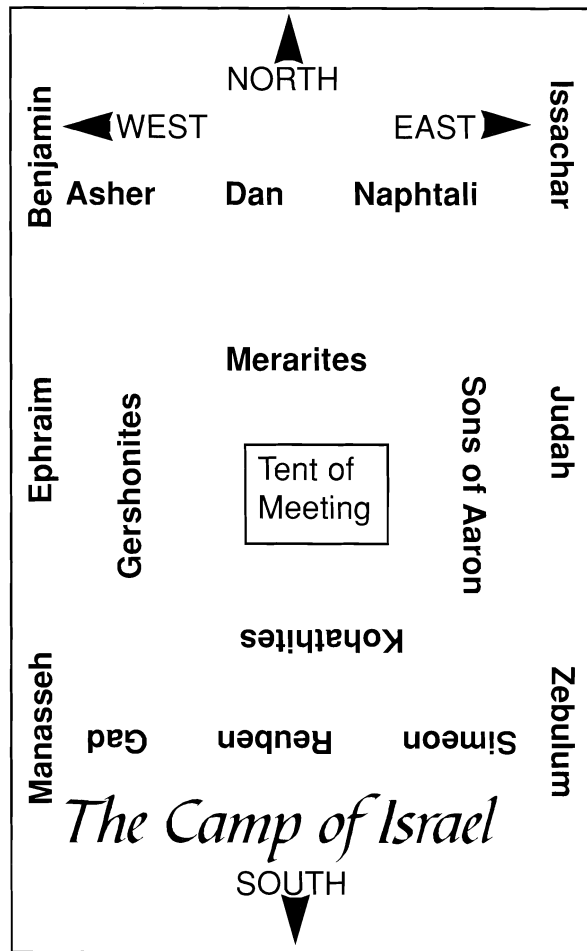 NORTH
WEST
EAST
Benjamin
Issachar
Asher
Dan
Naphtali
Merarites
Ephraim
Gershonites
Tent of
Meeting
Sons of Aaron
Judah
Kohathites
Manasseh
Gad
Reuben
Simeon
Zebulum
The Camp of Israel
SOUTH